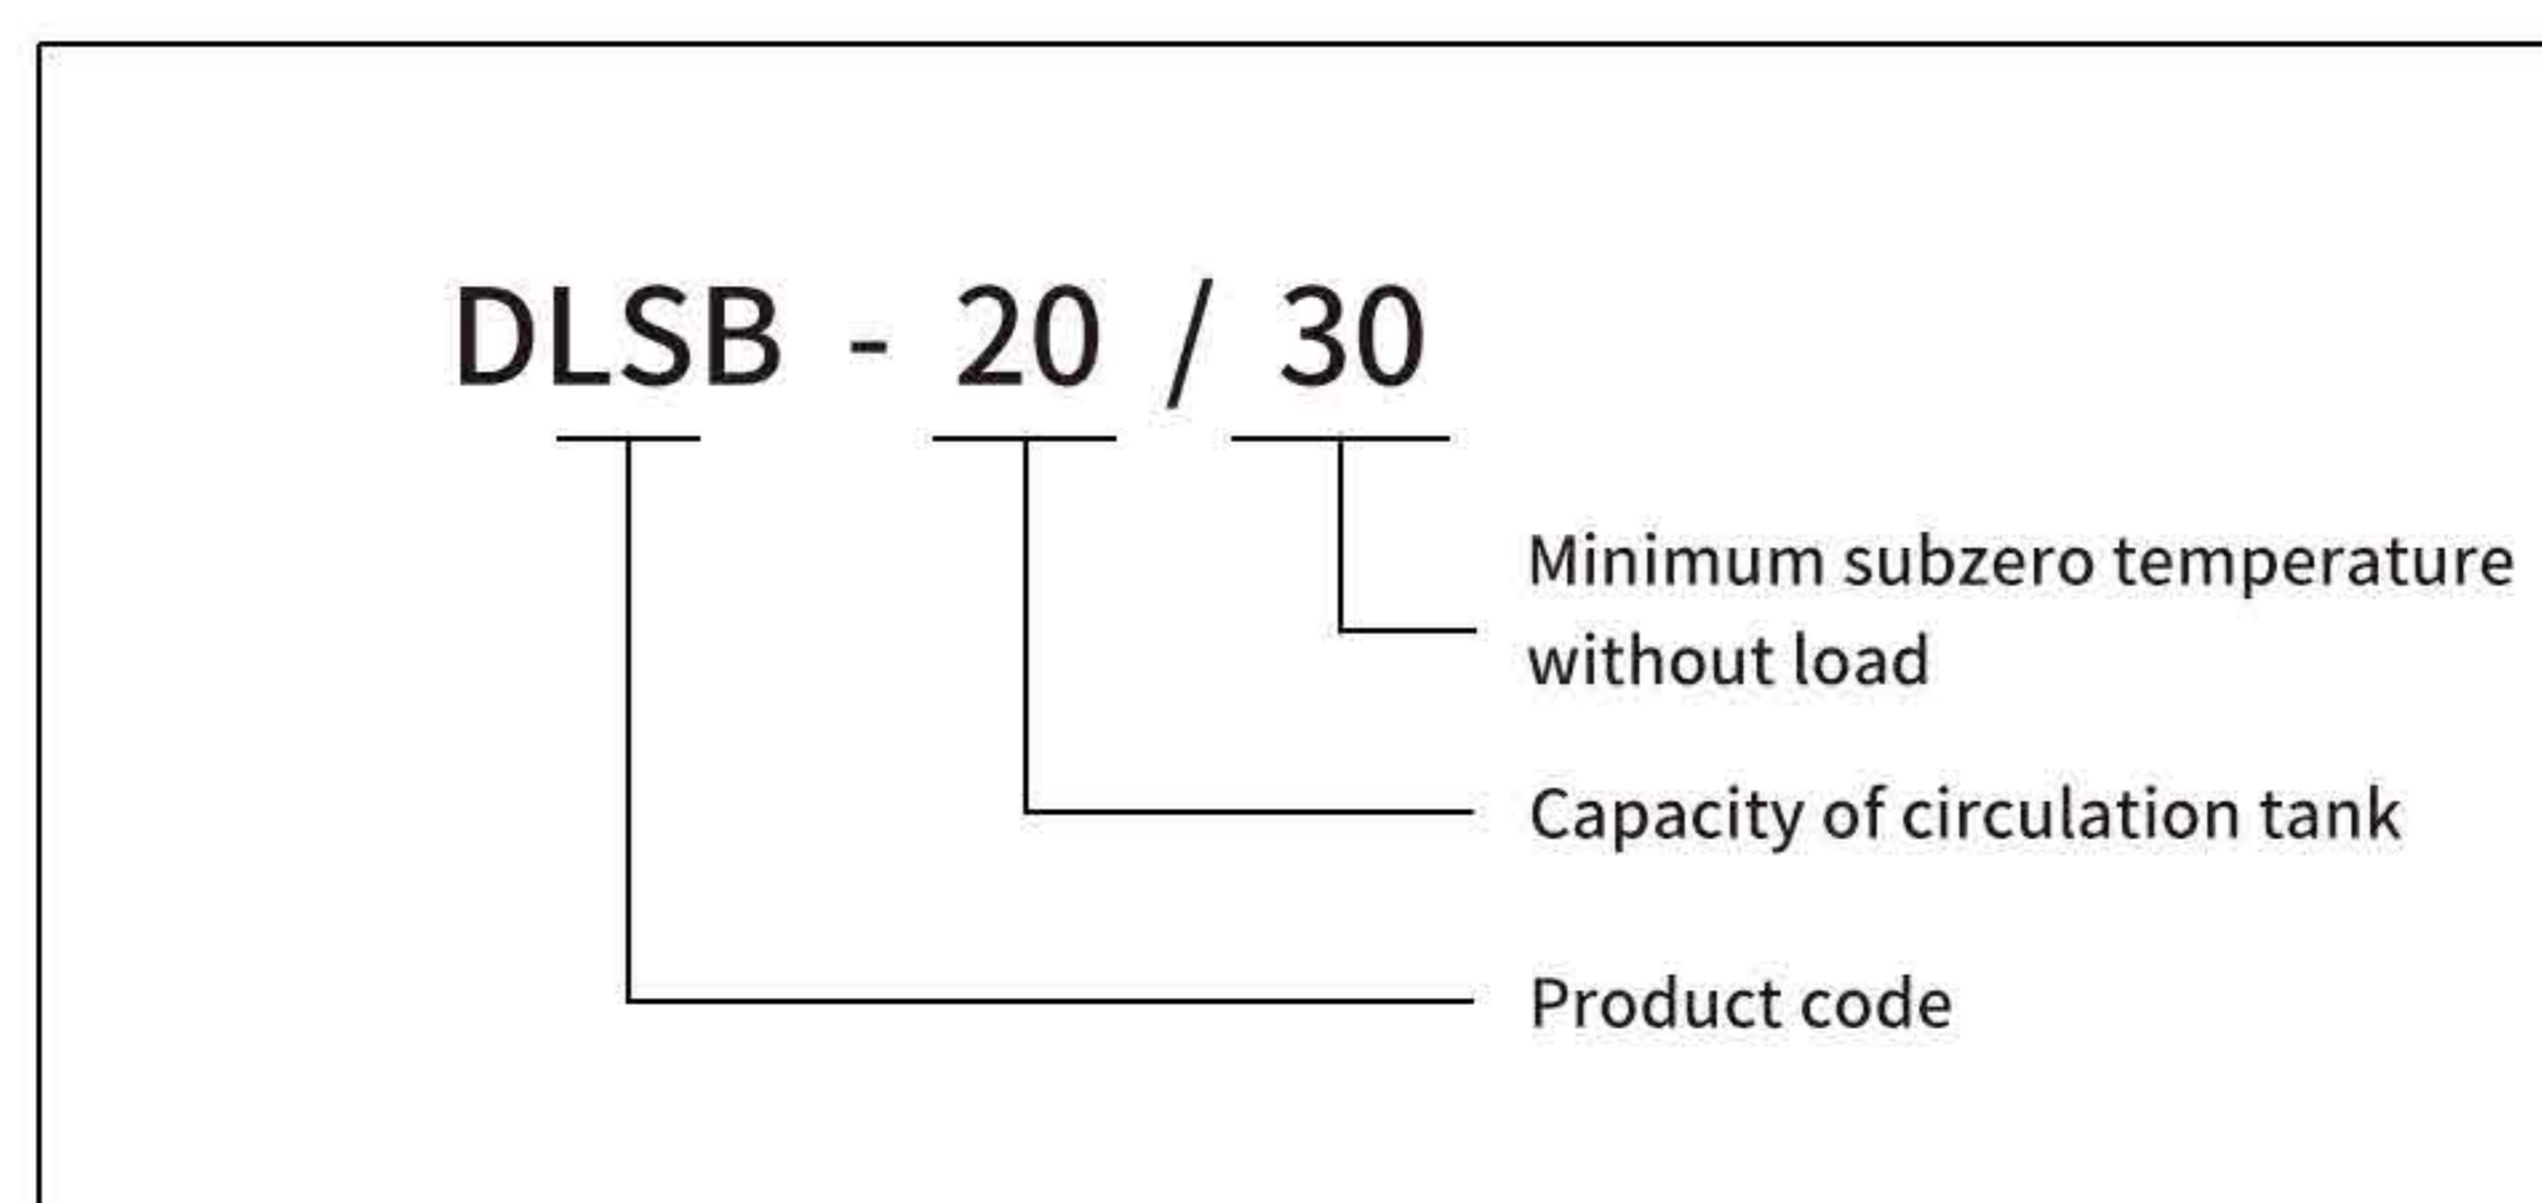 DLSB - 20 / 30
Minimum subzero temperature
without load
Capacity of circulation tank
Product code